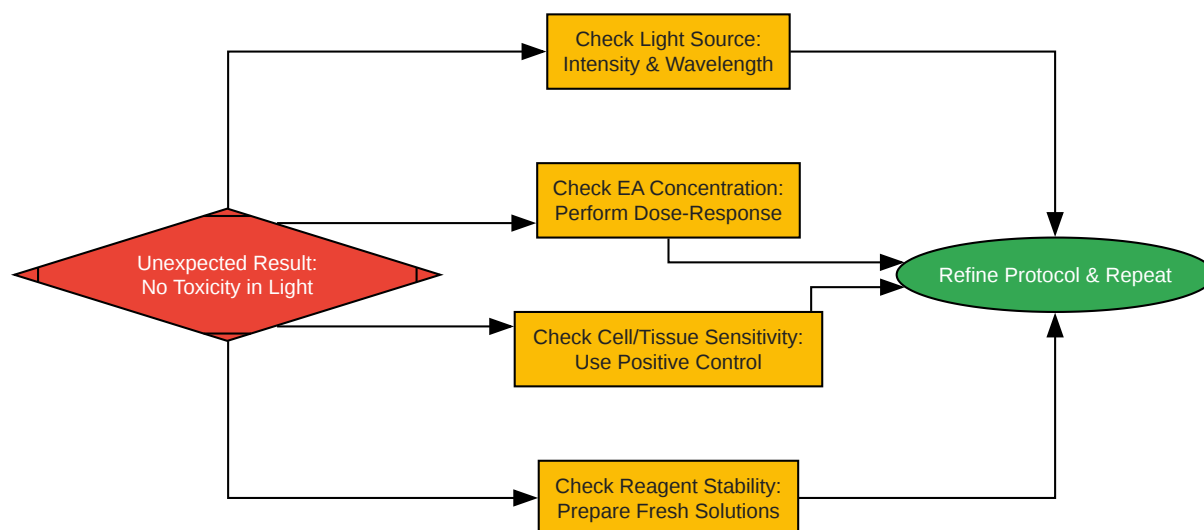 Check Light Source:
Intensity & Wavelength
Check EA Concentration:
Perform Dose-Response
Unexpected Result:
No Toxicity in Light
Refine Protocol & Repeat
Check Cell/Tissue Sensitivity:
Use Positive Control
Check Reagent Stability:
Prepare Fresh Solutions